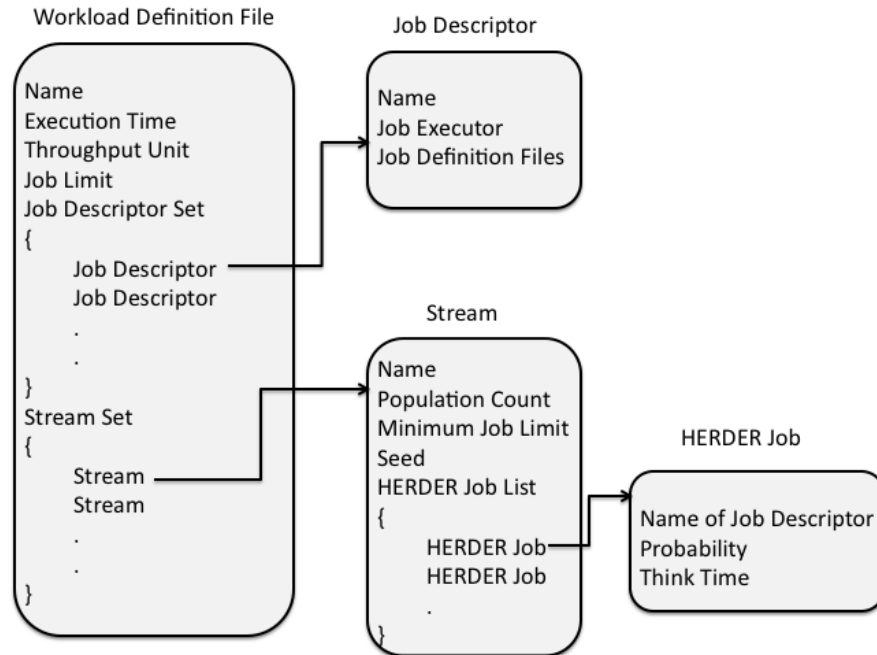 Workload Definition File
Name
Execution Time
Throughput Unit
Job Limit
Job Descriptor Set
{
Job Descriptor
Job Descriptor
.
.
}
Stream Set
{
Stream
Stream
.
.
}
Job Descriptor
Name
Job Executor
Job Definition Files
Stream
Name
Population Count
Minimum Job Limit
Seed
HERDER Job List
{
HERDER Job
HERDER Job
.
}
HERDER Job
Name of Job Descriptor
Probability
Think Time